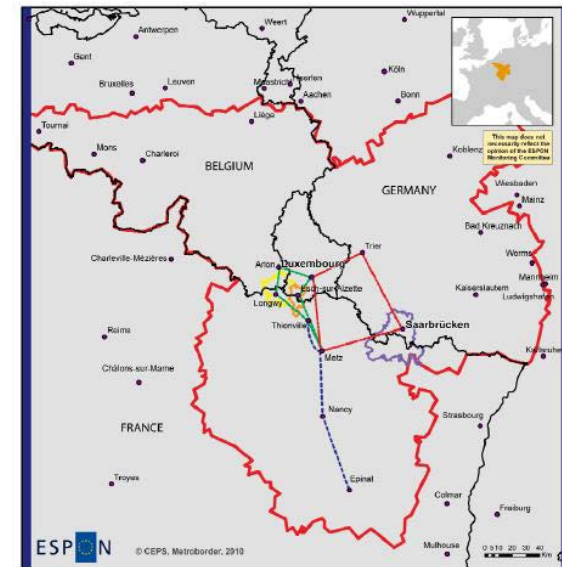 Wuppertal
Weert
Antwerpen
Gent
Köln
Bruxelles
Leuven
Maastricht
Heerlen
Aachen
Bonn
Liège
Tournai
This map does not
necessarily reflect the
opinion of the ESPON
Monitoring Committee
Mons
Charleroi
Koblenz
BELGIUM
GERMANY
Wiesbaden
Mainz
Bad Kreuznach
Trier
Charleville-Mézières
Arlon
Luxembourg
Worms
Mannheim
Esch-sur-Alzette
Kaiserslautern
Ludwigshafen
Longwy
Thionville
Saarbrücken
Reims
Metz
Karlsruhe
Châlons-sur-Marne
Nancy
Strasbourg
FRANCE
Troyes
Epinal
Colmar
Freiburg
ESPON
© CEPS, Metroborder, 2010
Mulhouse
0 5 10 20 30 40
Km